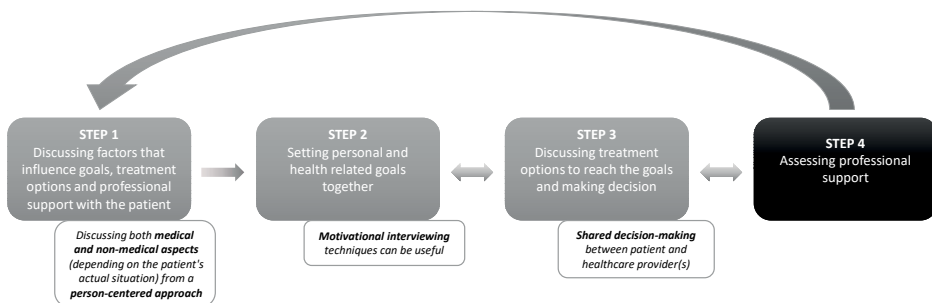 STEP 1
Discussing factors that
influence goals, treatment
options and professional
support with the patient
Discussing both medical
and non-medical aspects
(depending on the patient's
actual situation) from a
person-centered approach
STEP 2
Setting personal and
health related goals
together
Motivational interviewing
techniques can be useful
STEP 3
Discussing treatment
options to reach the goals
and making decision
Shared decision-making
between patient and
healthcare provider(s)
STEP 4
Assessing professional
support